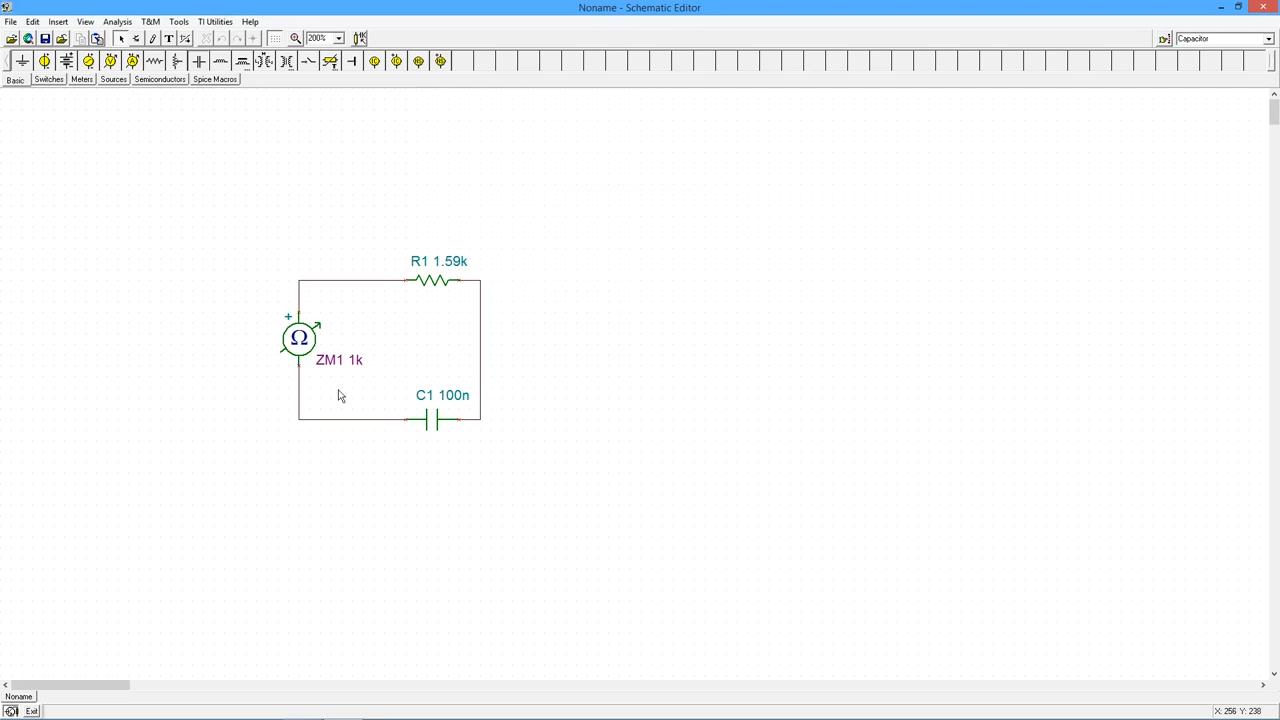 Noname - Schematic Editor
File Edit Insert View Analysis T&M Tools TI Utilities Help
T 200% Capacitor
Basic Switches Meters Sources Semiconductors Spice Macros
R1 1.59k
+
Ω
ZM1 1k
C1 100n
Noname
Exit X: 256 Y: 238